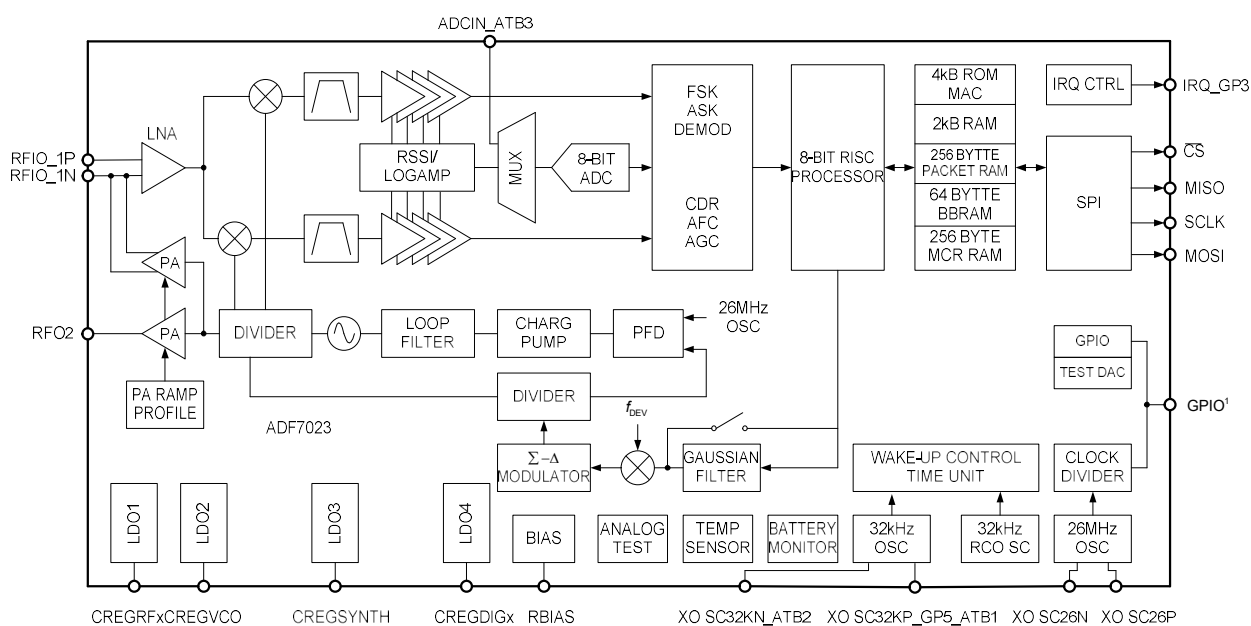 ADCIN_ATB3
LNA
RFIO_1P
RFIO_1N
RSSI/
LOGAMP
MUX
8-BIT
ADC
FSK
ASK
DEMOD
CDR
AFC
AGC
8-BIT RISC
PROCESSOR
4kB ROM
MAC
2kB RAM
256 BYTTE
PACKET RAM
64 BYTTE
BBRAM
256 BYTE
MCR RAM
IRQ CTRL
IRQ_GP3
SPI
CS
MISO
SCLK
MOSI
PA
PA
RFO2
DIVIDER
LOOP
FILTER
CHARG
PUMP
PFD
26MHz
OSC
PA RAMP
PROFILE
ADF7023
DIVIDER
Σ-Δ
MODULATOR
fDEV
GAUSSIAN
FILTER
GPIO
TEST DAC
GPIO¹
WAKE-UP CONTROL
TIME UNIT
CLOCK
DIVIDER
LDO1
LDO2
LDO3
LDO4
BIAS
ANALOG
TEST
TEMP
SENSOR
BATTERY
MONITOR
32kHz
OSC
32kHz
RCO SC
26MHz
OSC
CREGRFx
CREGVCO
CREGSYNTH
CREGDIGx
RBIAS
XO SC32KN_ATB2
XO SC32KP_GP5_ATB1
XO SC26N
XO SC26P